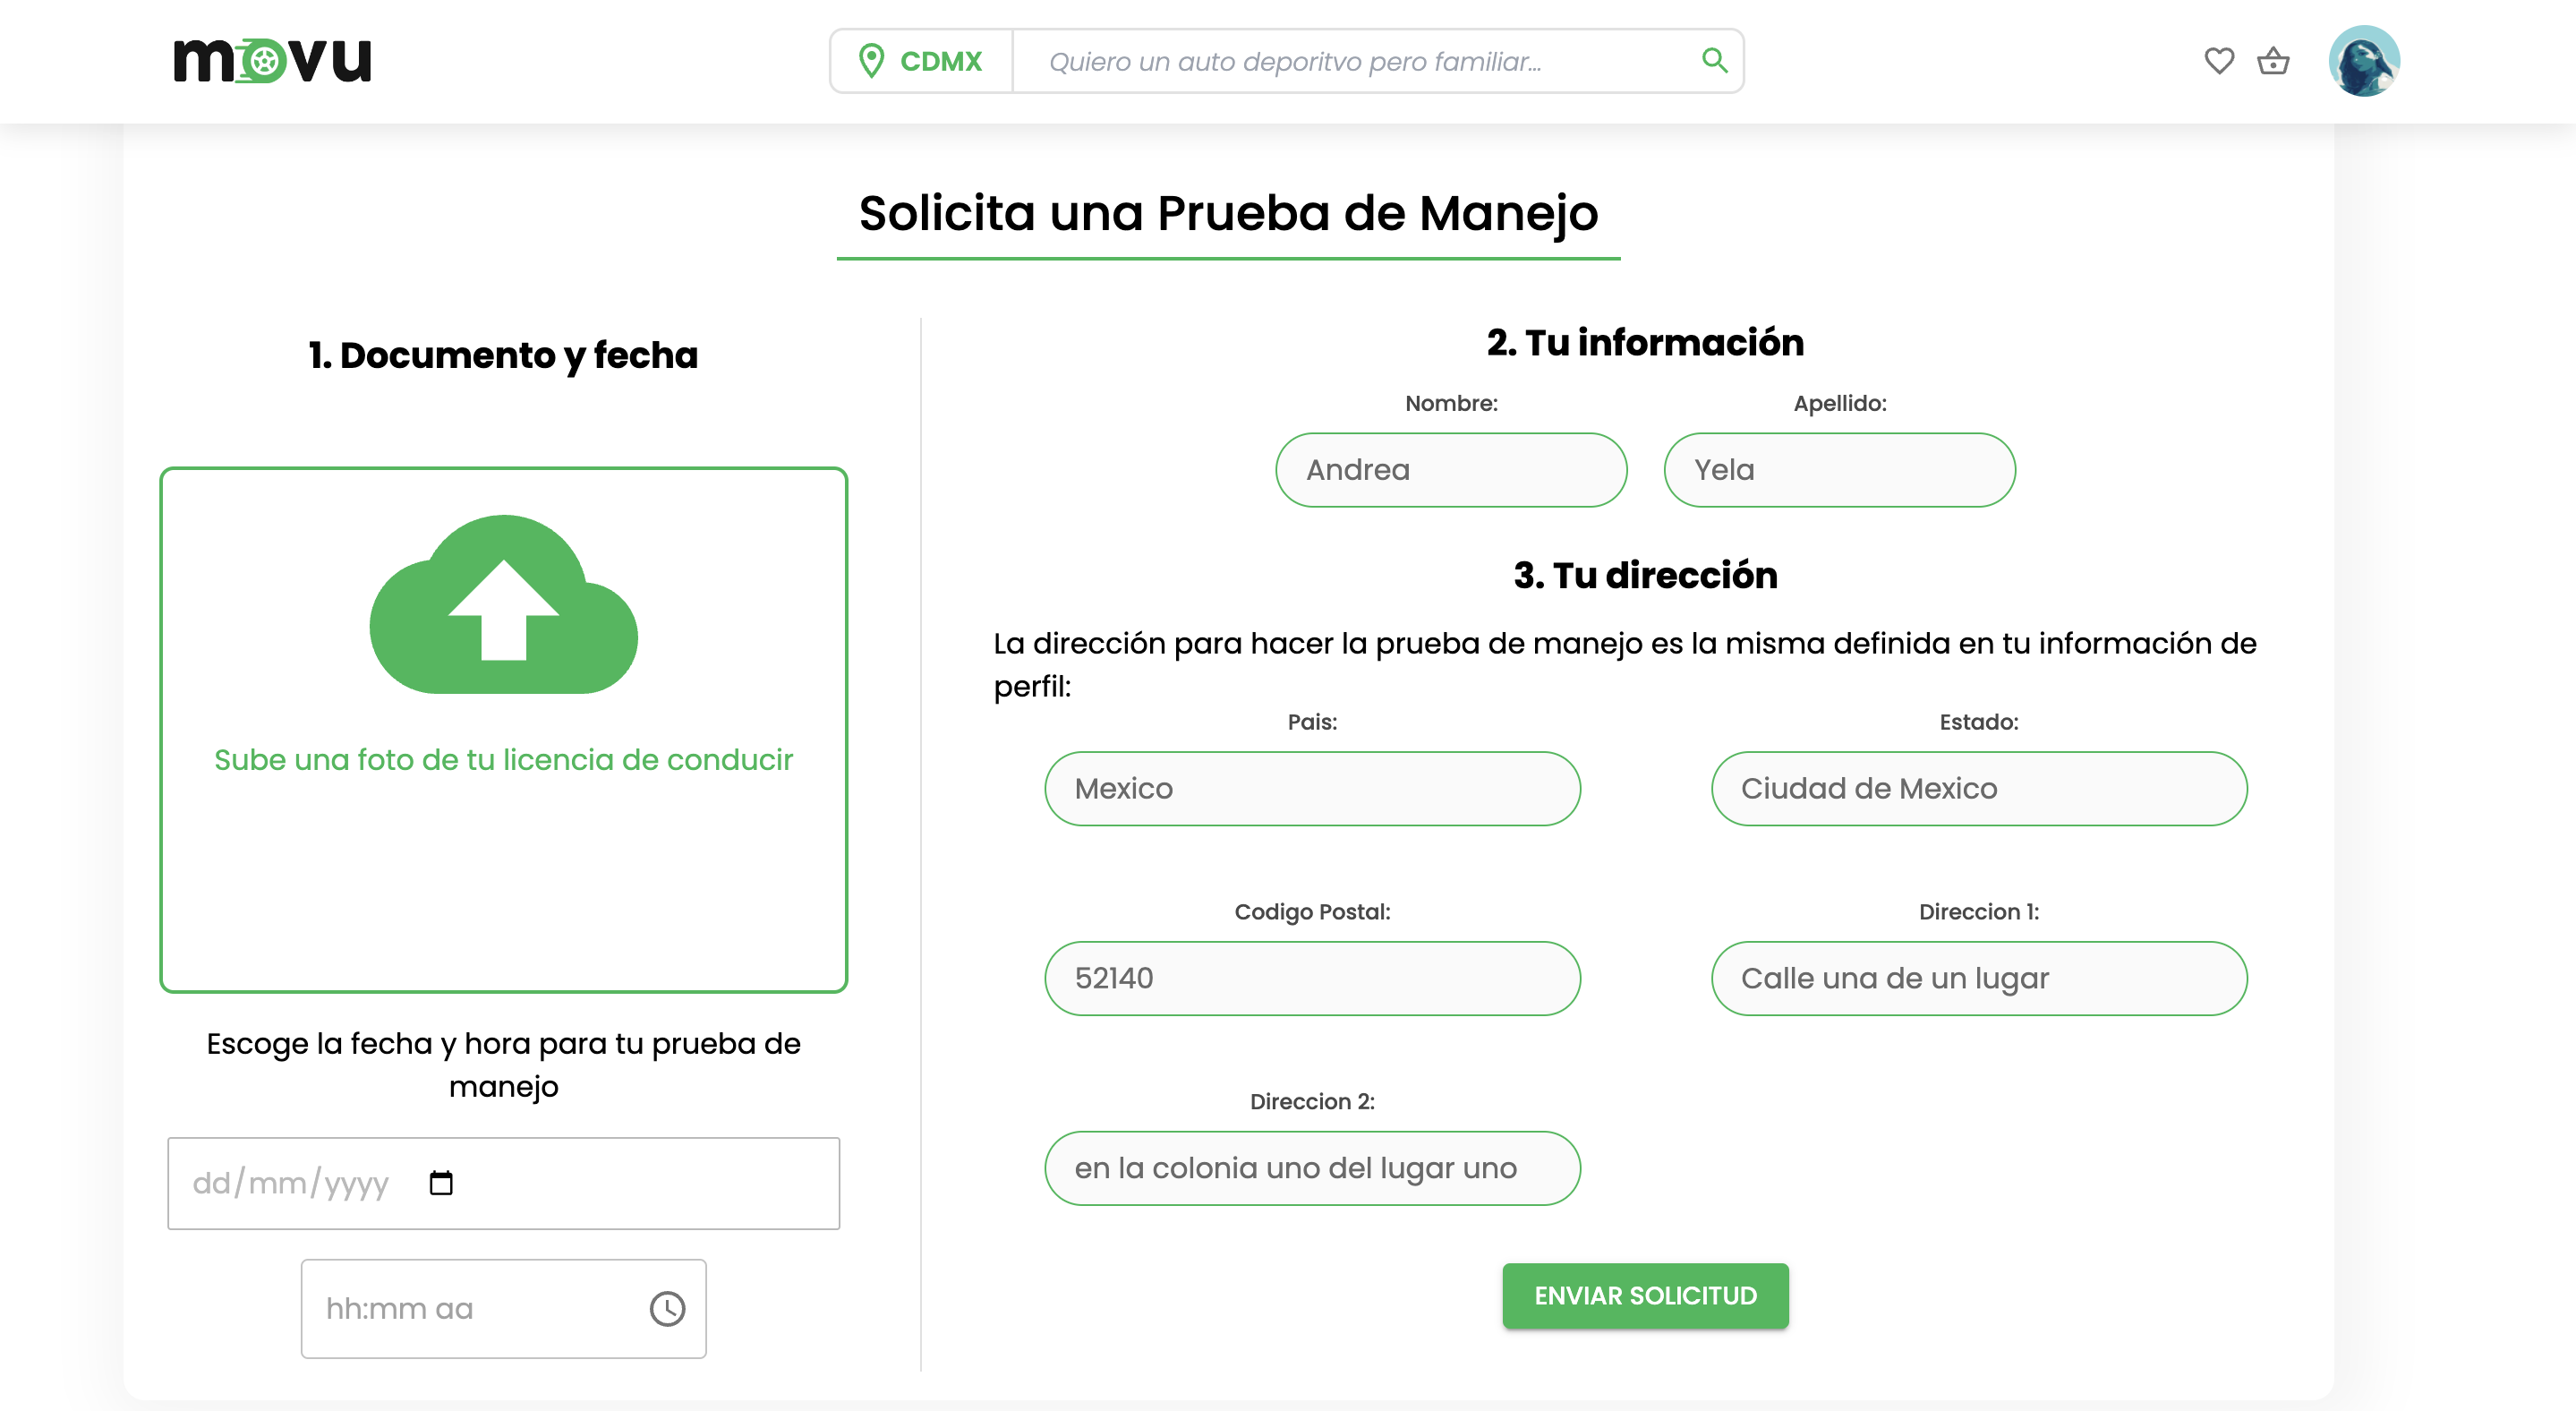 movu
CDMX
Quiero un auto deporitvo pero familiar...
Solicita una Prueba de Manejo
1. Documento y fecha
Sube una foto de tu licencia de conducir
Escoge la fecha y hora para tu prueba de
manejo
dd/mm/yyyy
hh:mm aa
2. Tu información
Nombre:
Apellido:
Andrea
Yela
3. Tu dirección
La dirección para hacer la prueba de manejo es la misma definida en tu información de
perfil:
Pais:
Estado:
Mexico
Ciudad de Mexico
Codigo Postal:
Direccion 1:
52140
Calle una de un lugar
Direccion 2:
en la colonia uno del lugar uno
ENVIAR SOLICITUD